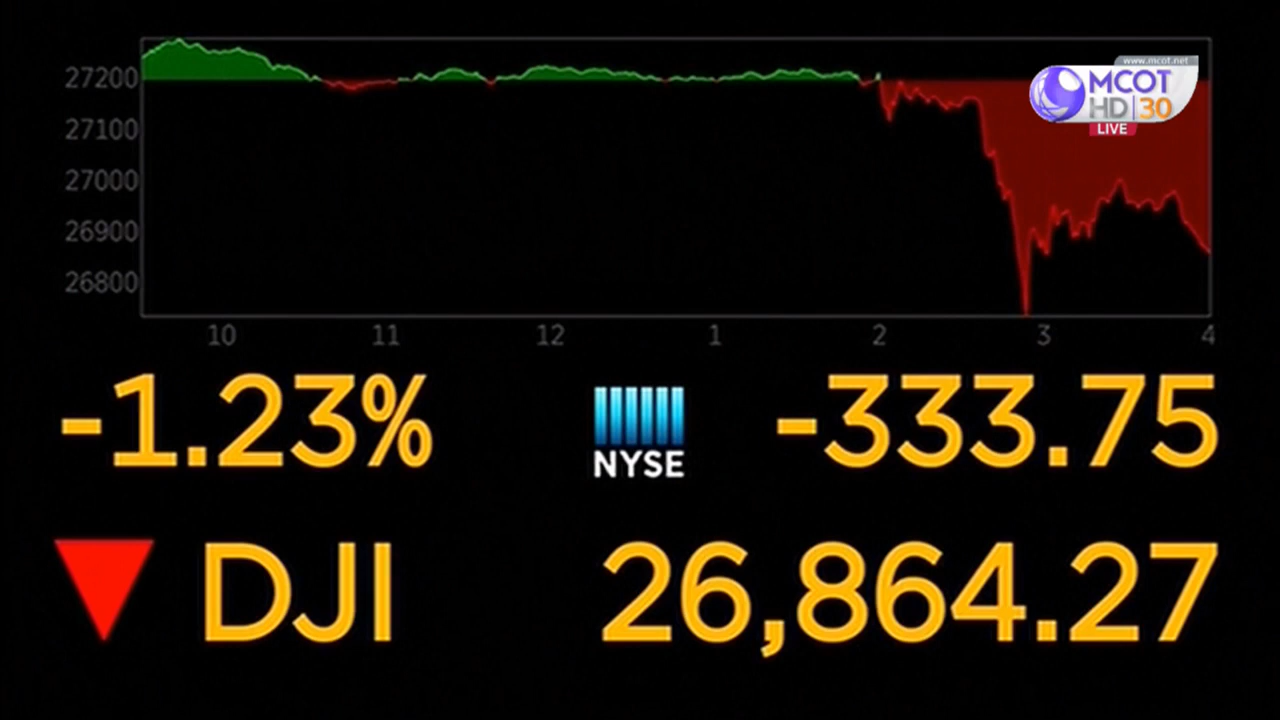 www.mcot.net
MCOT
HD 30
LIVE
27200
27100
27000
26900
26800
10 11 12 1 2 3 4
-1.23% NYSE -333.75
DJI 26,864.27